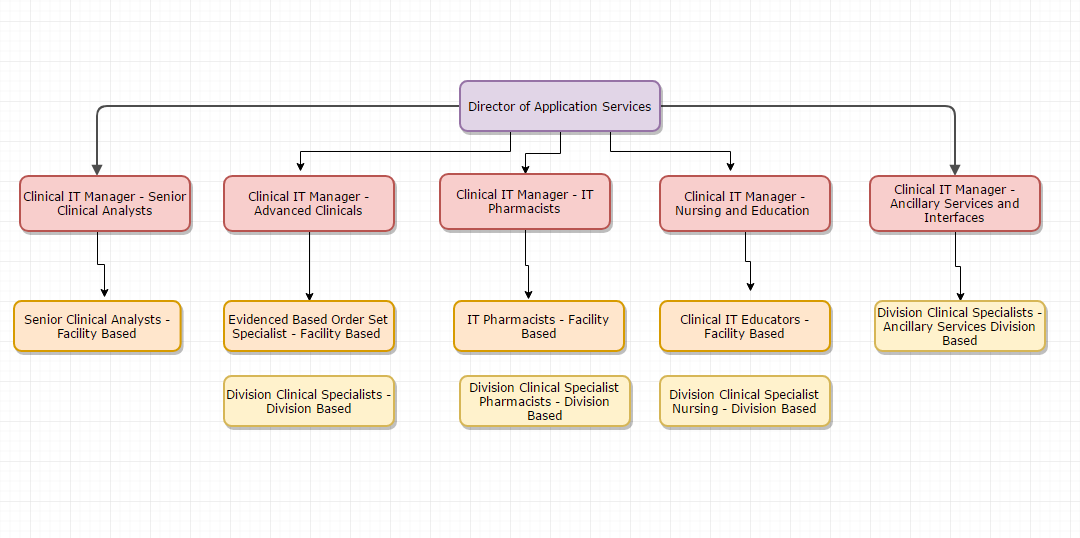 Director of Application Services
Clinical IT Manager - Senior
Clinical Analysts
Clinical IT Manager -
Advanced Clinicals
Clinical IT Manager - IT
Pharmacists
Clinical IT Manager -
Nursing and Education
Clinical IT Manager -
Ancillary Services and
Interfaces
Senior Clinical Analysts -
Facility Based
Evidenced Based Order Set
Specialist - Facility Based
IT Pharmacists - Facility
Based
Clinical IT Educators -
Facility Based
Division Clinical Specialists -
Ancillary Services Division
Based
Division Clinical Specialists -
Division Based
Division Clinical Specialist
Pharmacists - Division
Based
Division Clinical Specialist
Nursing - Division Based